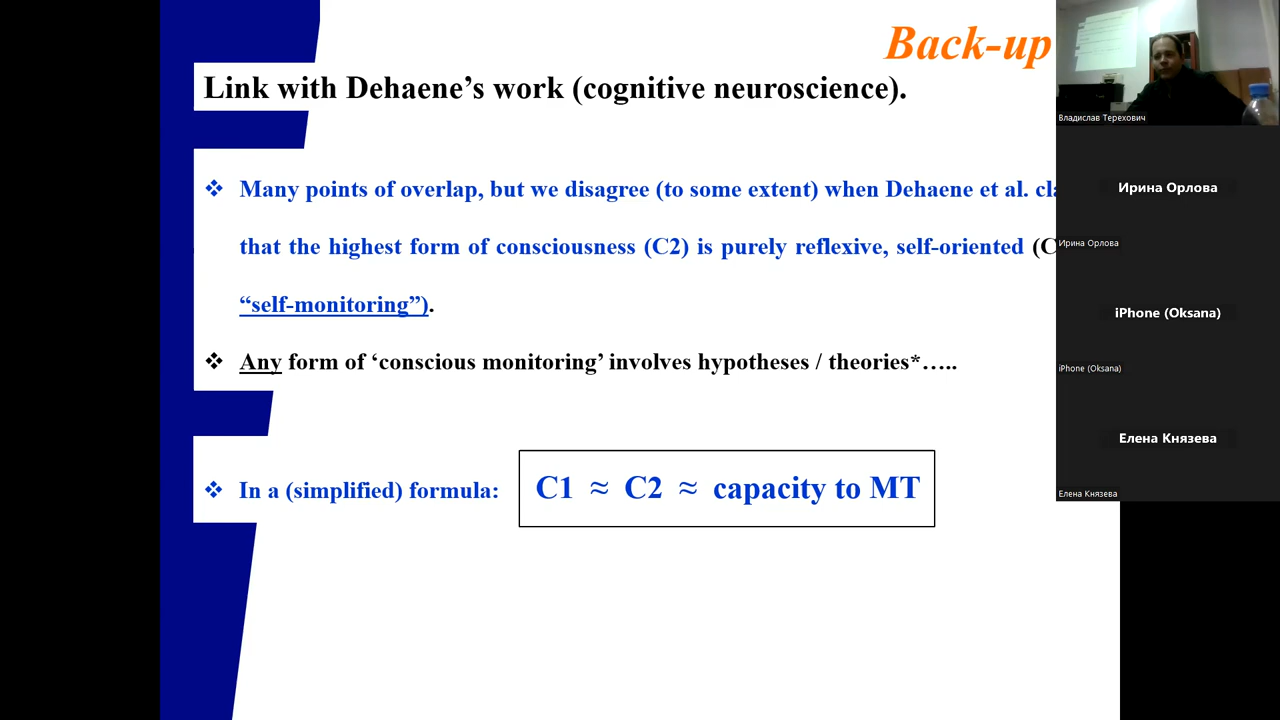 Back-up
Link with Dehaene’s work (cognitive neuroscience).
❖ Many points of overlap, but we disagree (to some extent) when Dehaene et al.
that the highest form of consciousness (C2) is purely reflexive, self-oriented
“self-monitoring”).
❖ Any form of ‘conscious monitoring’ involves hypotheses / theories*…..
❖ In a (simplified) formula:
C1 ≈ C2 ≈ capacity to MT
Владислав Терехович
Ирина Орлова
Ирина Орлова
iPhone (Oksana)
iPhone (Oksana)
Елена Князева
Елена Князева